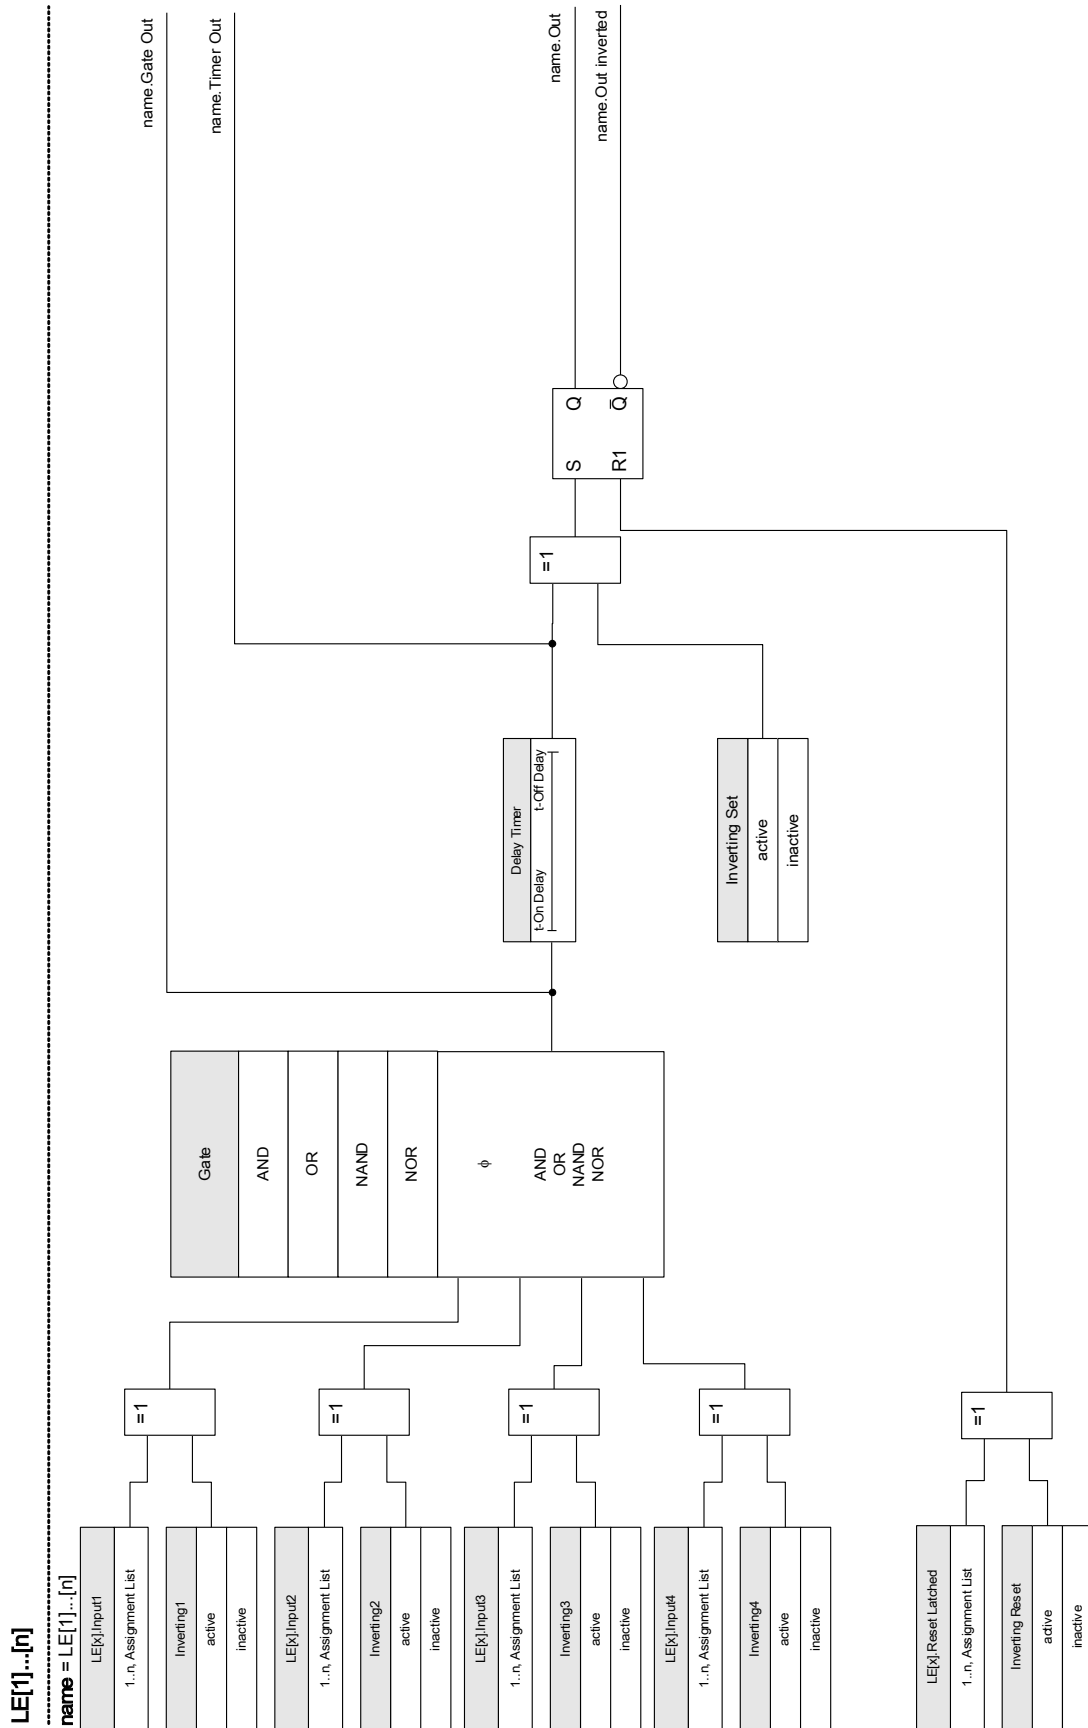 LE[1]...[n]
name = LE[1]...[n]
LE[x].Input1
1..n, Assignment List
Inverting1
active
inactive
LE[x].Input2
1..n, Assignment List
Inverting2
active
inactive
LE[x].Input3
1..n, Assignment List
Inverting3
active
inactive
LE[x].Input4
1..n, Assignment List
Inverting4
active
inactive
LE[x].Reset Latched
1..n, Assignment List
Inverting Reset
active
inactive
=1
=1
=1
=1
=1
Gate
AND
OR
NAND
NOR
ϕ
AND
OR
NAND
NOR
Delay Timer
t-On Delay
t-Off Delay
Inverting Set
active
inactive
=1
S
Q
R1
Q̅
name.Gate Out
name.Timer Out
name.Out
name.Out inverted